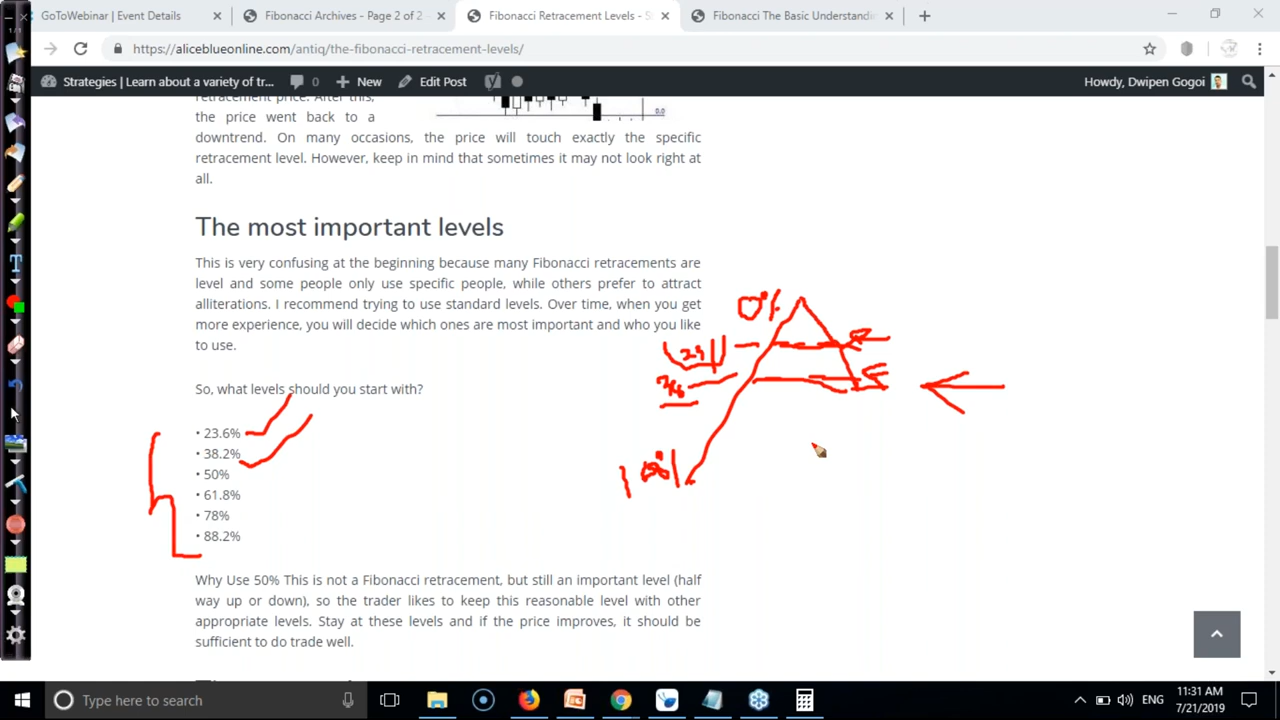 GoToWebinar | Event Details
Fibonacci Archives - Page 2 of 2 -
Fibonacci Retracement Levels - S
Fibonacci The Basic Understandi
1/1
https://aliceblueonline.com/antiq/the-fibonacci-retracement-levels/
Strategies | Learn about a variety of tr...
0
New
Edit Post
Howdy, Dwipen Gogoi
retracement price. After this,
the price went back to a
downtrend. On many occasions, the price will touch exactly the specific
retracement level. However, keep in mind that sometimes it may not look right at
all.
0.0
The most important levels
This is very confusing at the beginning because many Fibonacci retracements are
level and some people only use specific people, while others prefer to attract
alliterations. I recommend trying to use standard levels. Over time, when you get
more experience, you will decide which ones are most important and who you like
to use.
So, what levels should you start with?
• 23.6%
• 38.2%
• 50%
• 61.8%
• 78%
• 88.2%
0%
23
100%
Why Use 50% This is not a Fibonacci retracement, but still an important level (half
way up or down), so the trader likes to keep this reasonable level with other
appropriate levels. Stay at these levels and if the price improves, it should be
sufficient to do trade well.
Type here to search
ENG
11:31 AM
7/21/2019